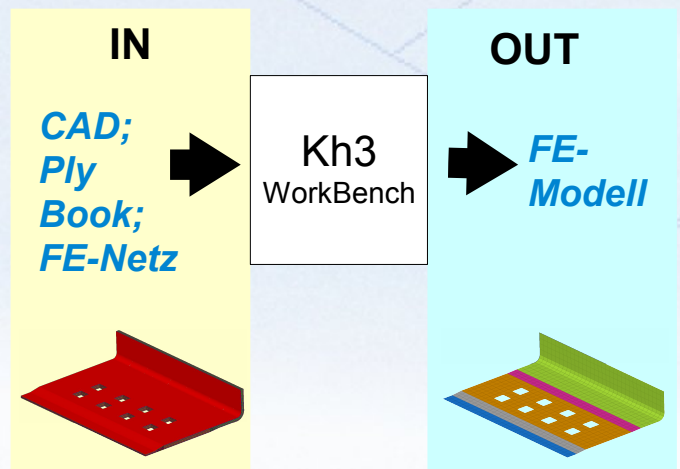 IN
CAD;
Ply
Book;
FE-Netz
Kh3
WorkBench
OUT
FE-
Modell